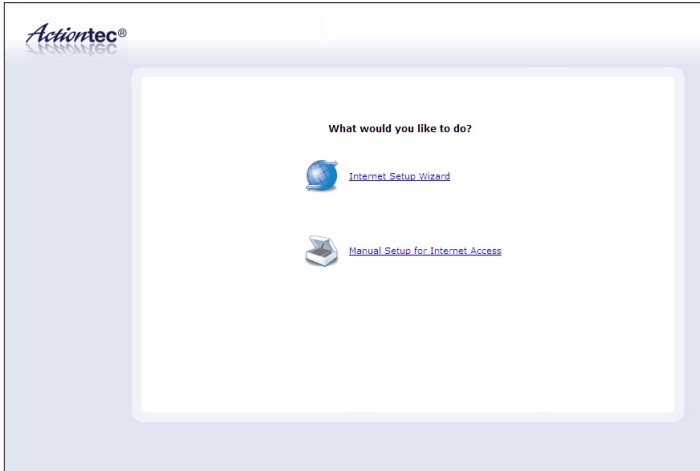 Actiontec®
What would you like to do?
Internet Setup Wizard
Manual Setup for Internet Access